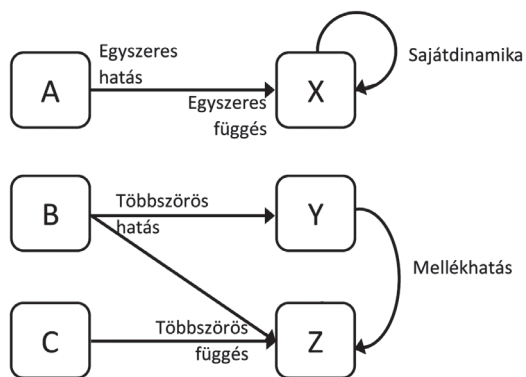 Egyszeres
hatás
A
X
Sajátdinamika
Egyszeres
függés
B
Többszörös
hatás
Y
Mellékhatás
C
Többszörös
függés
Z